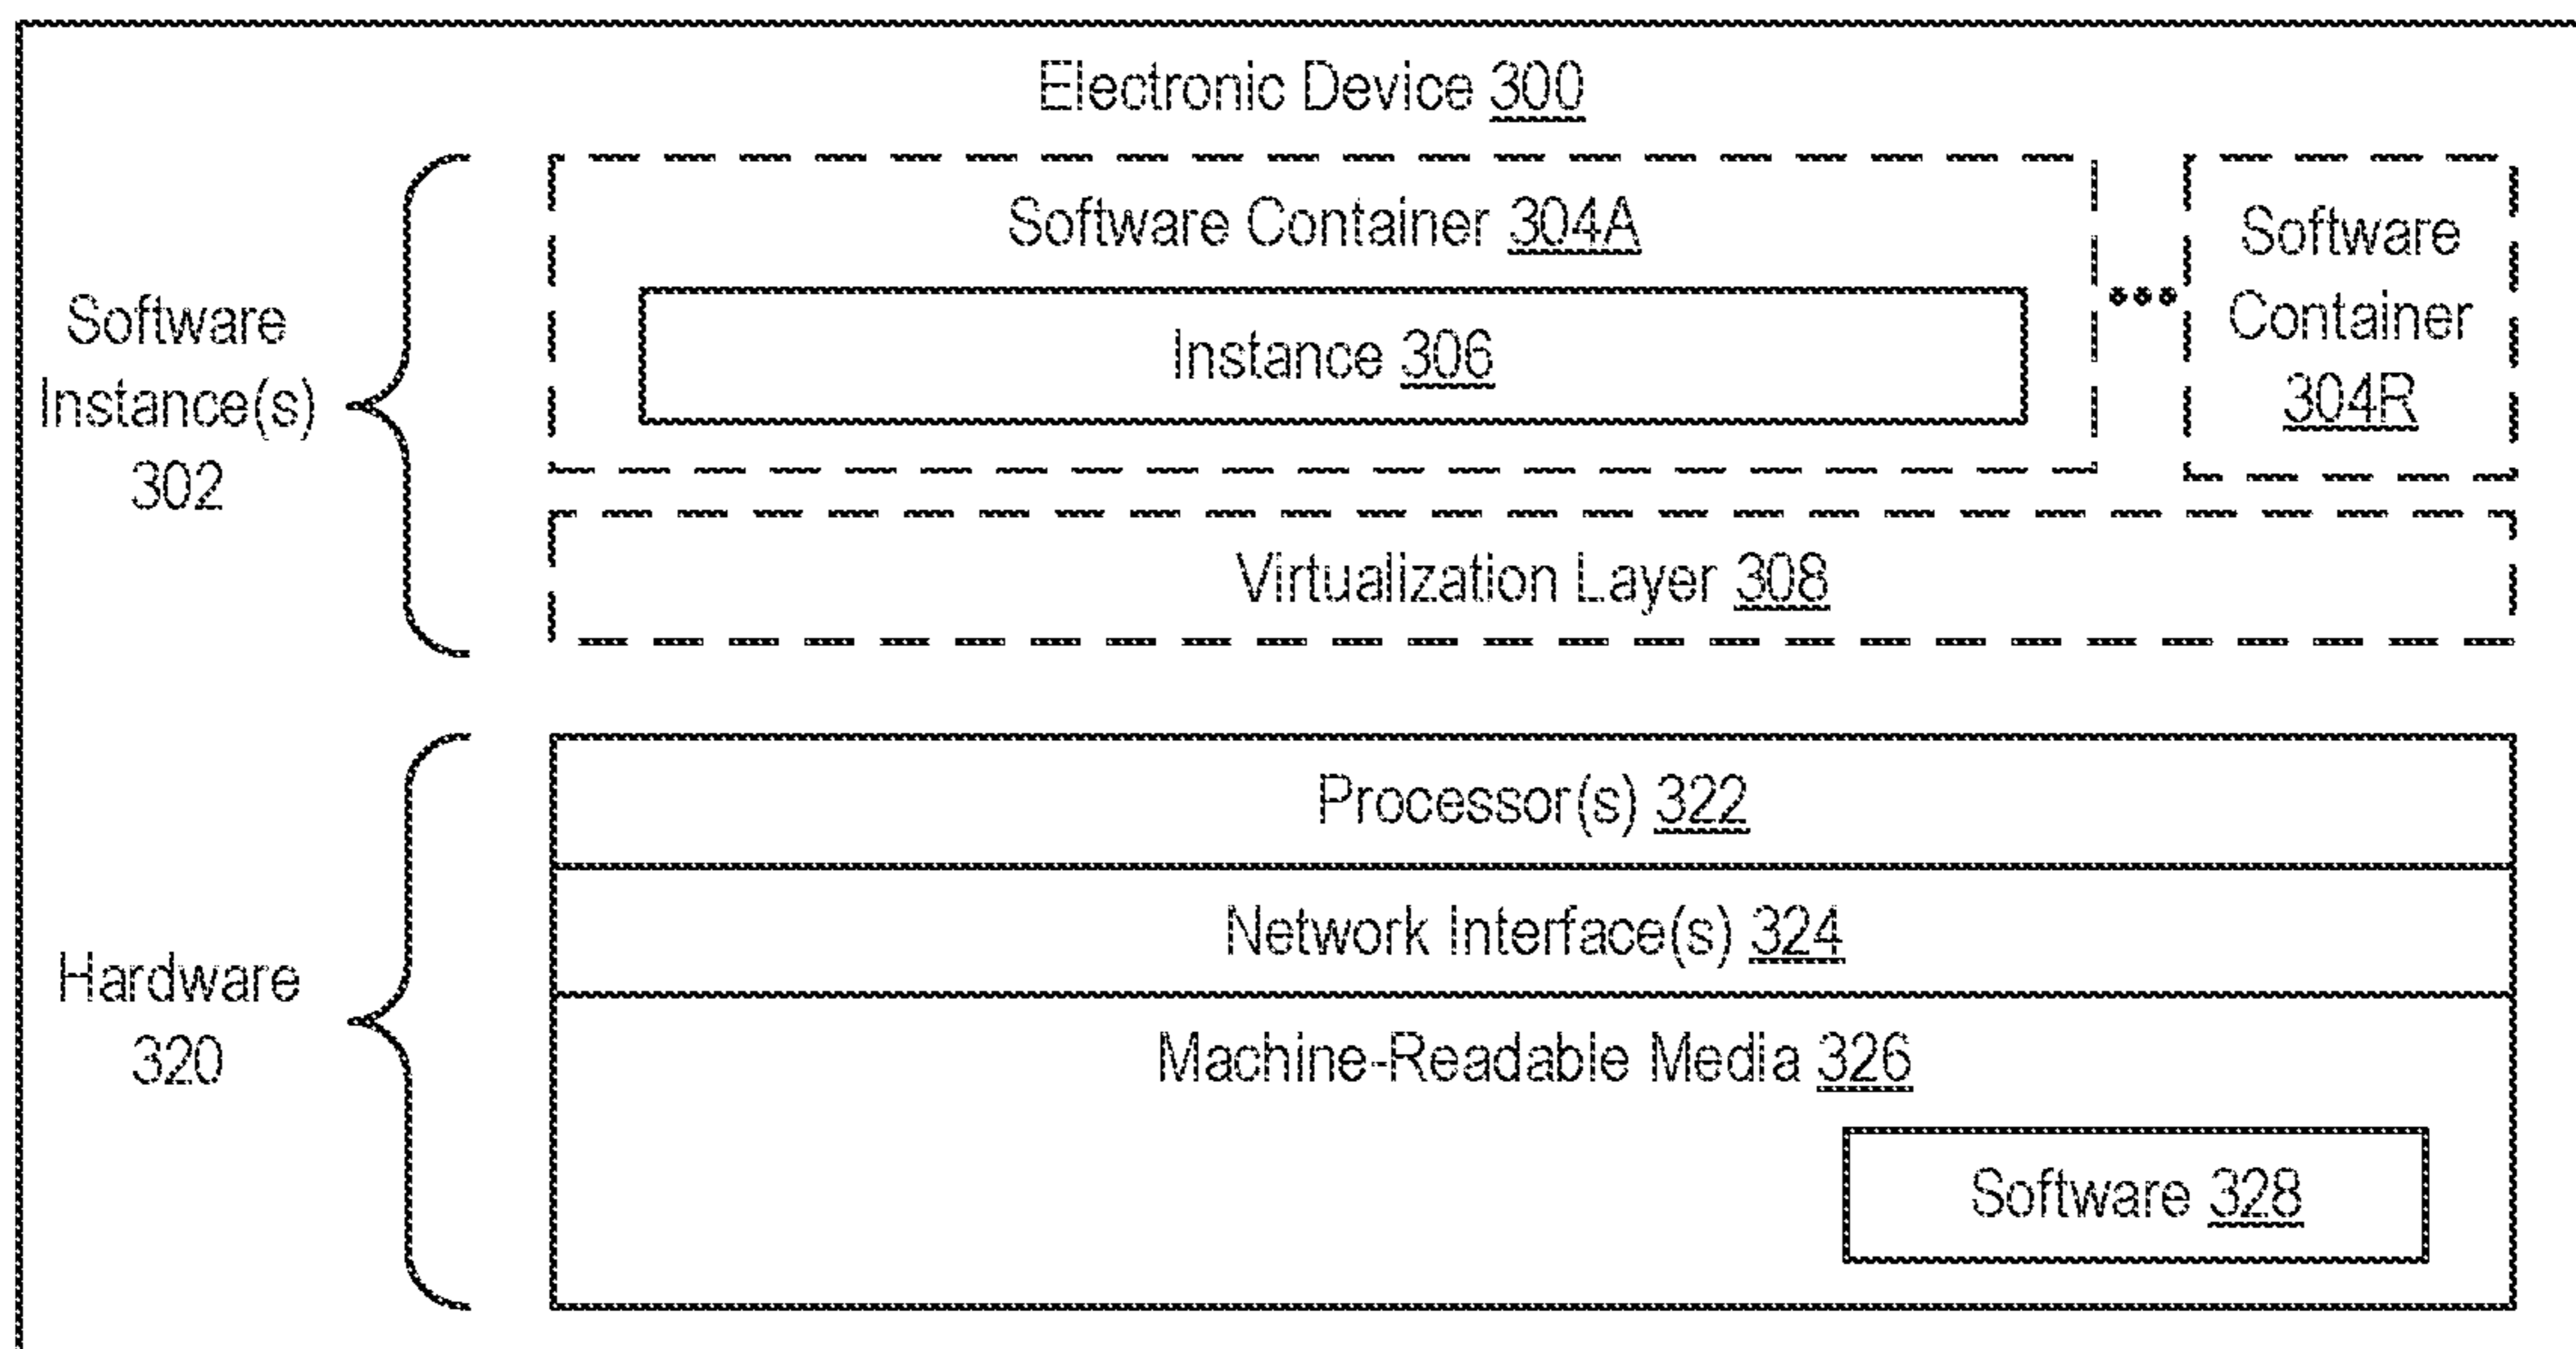 Electronic Device 300
Software Container 304A
Instance 306
Software
Container
304R
Software
Instance(s)
302
Virtualization Layer 308
Processor(s) 322
Network Interface(s) 324
Hardware
320
Machine-Readable Media 326
Software 328